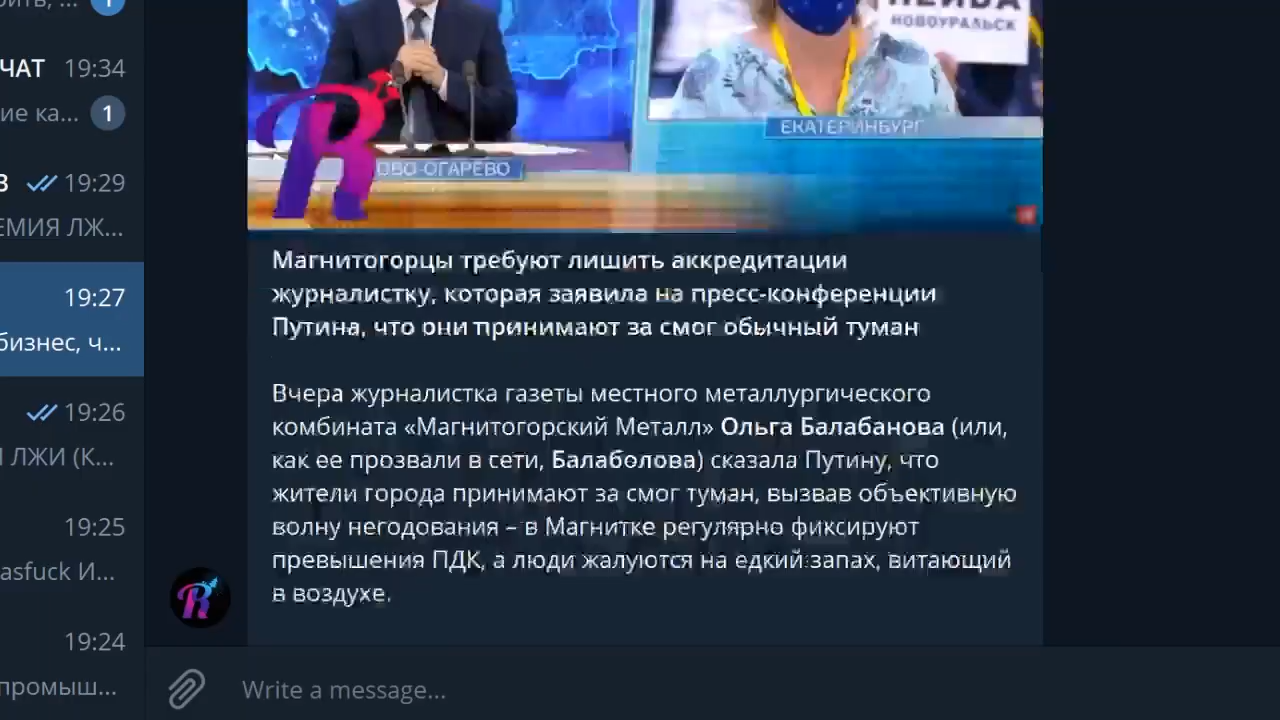 1
ЧАТ 19:34
ие ка... 1
З 19:29
ЕМИЯ ЛЖ...
19:27
бизнес, ч...
19:26
ЛЖИ (К...
19:25
asfuck И...
19:24
промыш...
НОВОУРАЛЬСК
ЕКАТЕРИНБУРГ
ОВО-ОГАРЁВО
R
Магнитогорцы требуют лишить аккредитации
журналистку, которая заявила на пресс-конференции
Путина, что они принимают за смог обычный туман
Вчера журналистка газеты местного металлургического
комбината «Магнитогорский Металл» Ольга Балабанова (или,
как ее прозвали в сети, Балаболова) сказала Путину, что
жители города принимают за смог туман, вызвав объективную
волну негодования – в Магнитке регулярно фиксируют
превышения ПДК, а люди жалуются на едкий запах, витающий
в воздухе.
R
Write a message...